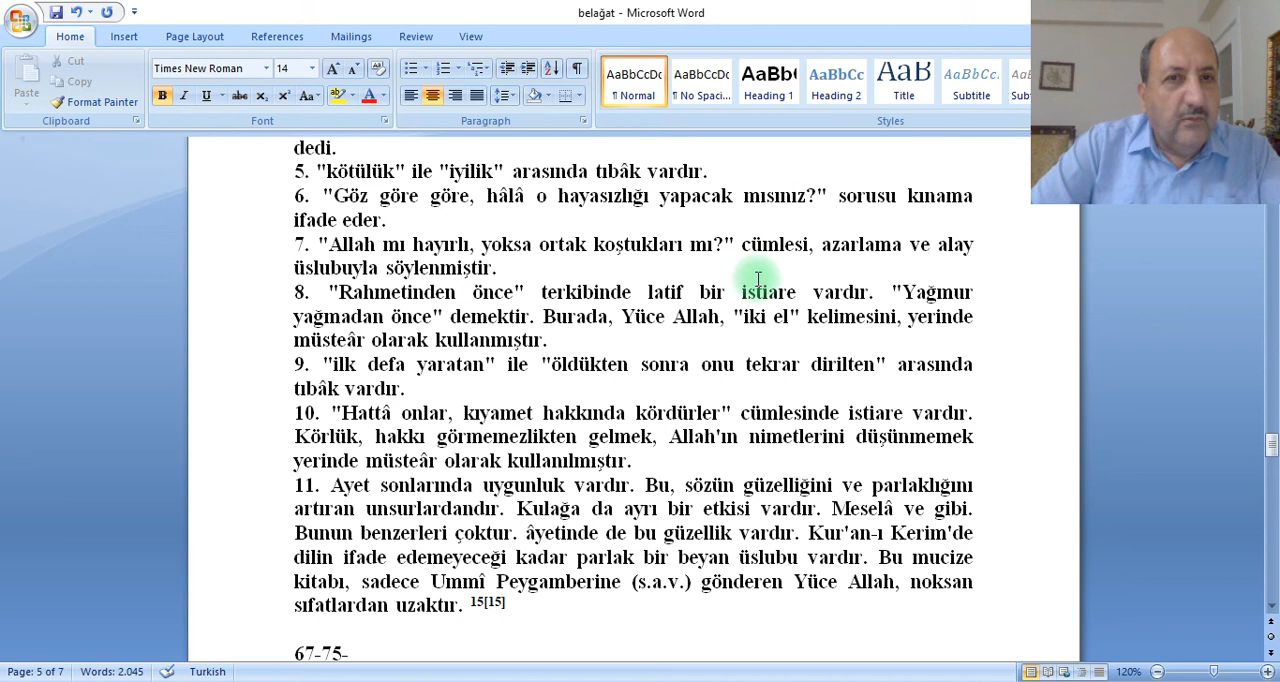 belağat - Microsoft Word
Home Insert Page Layout References Mailings Review View
Cut
Copy
Paste Format Painter
Clipboard
Times New Roman 14
Font
Paragraph
AaBbCcDc AaBbCcDc AaBb( AaBbCc AaB AaBbCc.
¶ Normal ¶ No Spaci... Heading 1 Heading 2 Title Subtitle
Styles
dedi.
5. "kötülük" ile "iyilik" arasında tıbâk vardır.
6. "Göz göre göre, hâlâ o hayasızlığı yapacak mısınız?" sorusu kınama
ifade eder.
7. "Allah mı hayırlı, yoksa ortak koştukları mı?" cümlesi, azarlama ve alay
üslubuyla söylenmiştir.
8. "Rahmetinden önce" terkibinde latif bir istiare vardır. "Yağmur
yağmadan önce" demektir. Burada, Yüce Allah, "iki el" kelimesini, yerinde
müsteâr olarak kullanmıştır.
9. "ilk defa yaratan" ile "öldükten sonra onu tekrar dirilten" arasında
tıbâk vardır.
10. "Hattâ onlar, kıyamet hakkında kördürler" cümlesinde istiare vardır.
Körlük, hakkı görmemezlikten gelmek, Allah'ın nimetlerini düşünmemek
yerinde müsteâr olarak kullanılmıştır.
11. Ayet sonlarında uygunluk vardır. Bu, sözün güzelliğini ve parlaklığını
artıran unsurlardandır. Kulağa da ayrı bir etkisi vardır. Meselâ ve gibi.
Bunun benzerleri çoktur. âyetinde de bu güzellik vardır. Kur'an-ı Kerim'de
dilin ifade edemeyeceği kadar parlak bir beyan üslubu vardır. Bu mucize
kitabı, sadece Ummî Peygamberine (s.a.v.) gönderen Yüce Allah, noksan
sıfatlardan uzaktır. 15[15]
67-75-
Page: 5 of 7 Words: 2.045 Turkish 120%